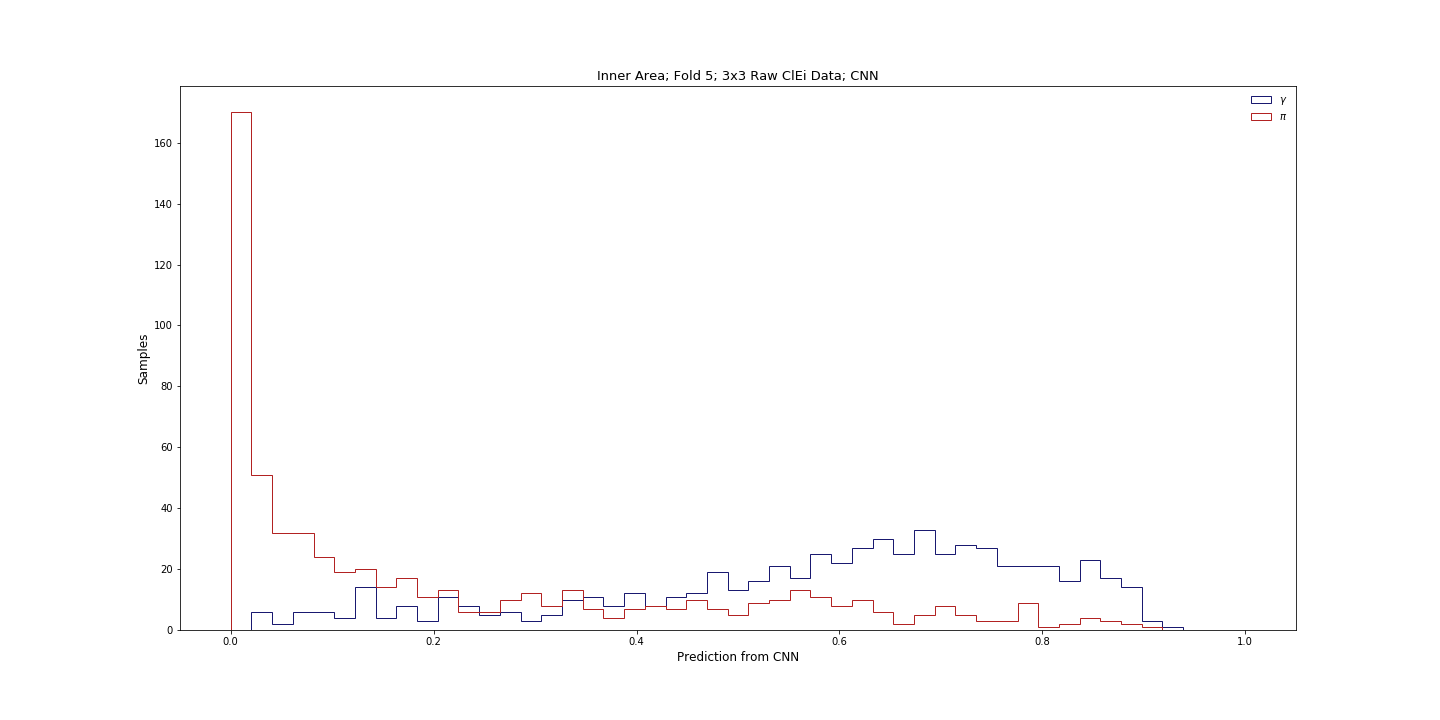 Inner Area; Fold 5; 3x3 Raw ClEi Data; CNN
γ
π
160
140
120
100
80
60
40
20
0
Samples
0.0 0.2 0.4 0.6 0.8 1.0
Prediction from CNN